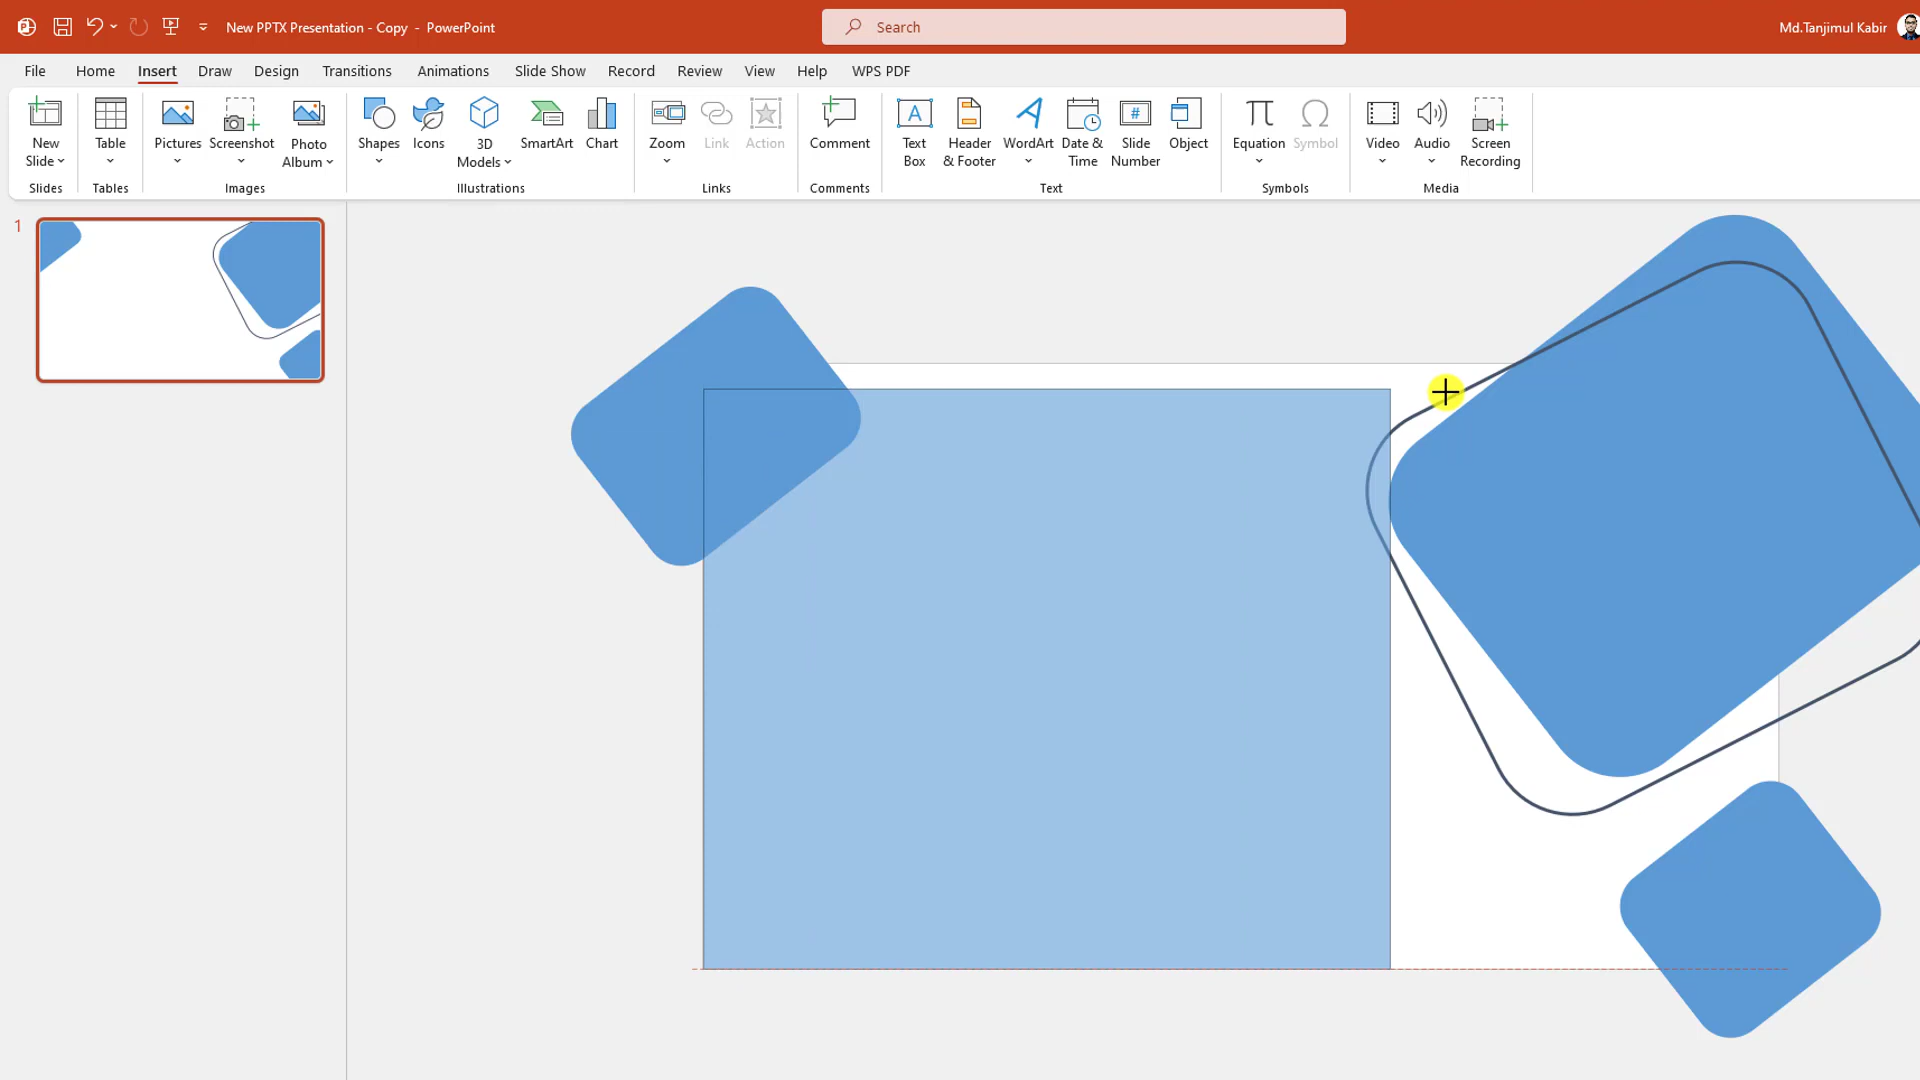 New PPTX Presentation - Copy - PowerPoint
Search
Md.Tanjimul Kabir
File Home Insert Draw Design Transitions Animations Slide Show Record Review View Help WPS PDF
New Slide
Table
Pictures
Screenshot
Photo Album
Shapes
Icons
3D Models
SmartArt
Chart
Zoom
Link
Action
Comment
Text Box
Header & Footer
WordArt
Date & Time
Slide Number
Object
Equation
Symbol
Video
Audio
Screen Recording
Slides Tables Images Illustrations Links Comments Text Symbols Media
1